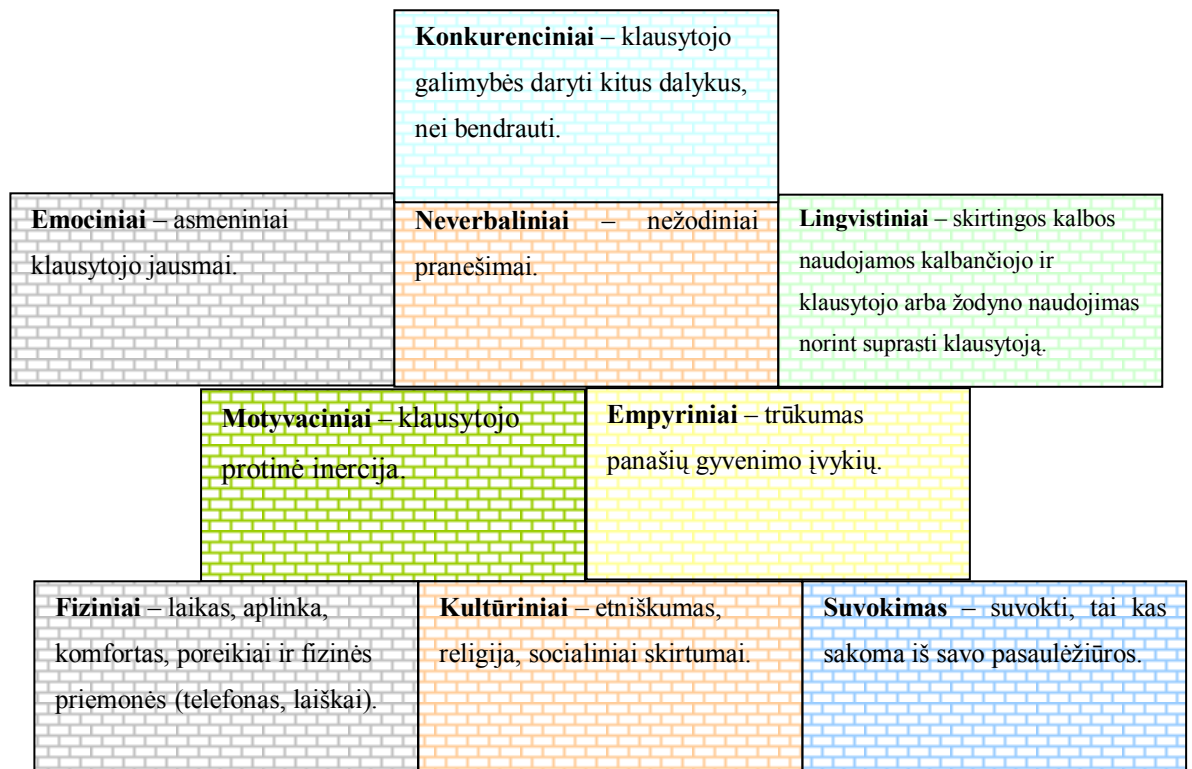 Konkurenciniai – klausytojo
galimybės daryti kitus dalykus,
nei bendrauti.
Emociniai – asmeniniai
klausytojo jausmai.
Neverbaliniai – nežodiniai
pranešimai.
Lingvistiniai – skirtingos kalbos
naudojamos kalbančiojo ir
klausytojo arba žodyno naudojimas
norint suprasti klausytoją.
Motyvaciniai – klausytojo
protinė inercija.
Empyriniai – trūkumas
panašių gyvenimo įvykių.
Fiziniai – laikas, aplinka,
komfortas, poreikiai ir fizinės
priemonės (telefonas, laiškai).
Kultūriniai – etniškumas,
religija, socialiniai skirtumai.
Suvokimas – suvokti, tai kas
sakoma iš savo pasaulėžiūros.